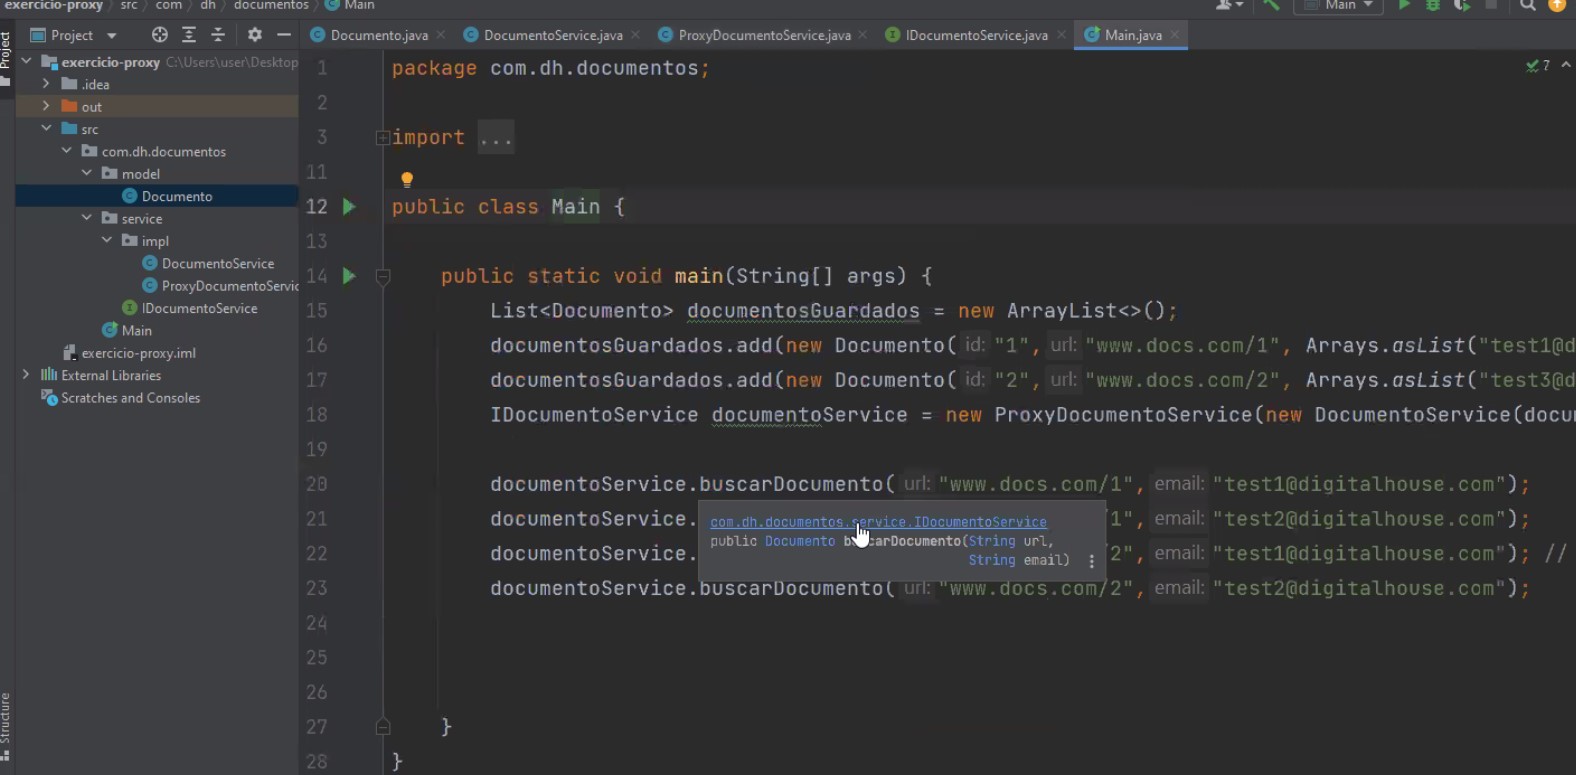 exercicio-proxy src com dh documentos Main
Main
Project
Project
exercicio-proxy C:\Users\user\Desktop
.idea
out
src
com.dh.documentos
model
Documento
service
impl
DocumentoService
ProxyDocumentoServic
IDocumentoService
Main
exercicio-proxy.iml
External Libraries
Scratches and Consoles
Structure
Documento.java DocumentoService.java ProxyDocumentoService.java IDocumentoService.java Main.java
7
1 package com.dh.documentos;
2
3 import ...
11
12 public class Main {
13
14 public static void main(String[] args) {
15 List<Documento> documentosGuardados = new ArrayList<>();
16 documentosGuardados.add(new Documento( id: "1", url: "www.docs.com/1", Arrays.asList("test1@d
17 documentosGuardados.add(new Documento( id: "2", url: "www.docs.com/2", Arrays.asList("test3@d
18 IDocumentoService documentoService = new ProxyDocumentoService(new DocumentoService(docu
19
20 documentoService.buscarDocumento( url: "www.docs.com/1", email: "test1@digitalhouse.com");
21 documentoService. 1", email: "test2@digitalhouse.com");
22 documentoService. 2", email: "test2@digitalhouse.com"); //
23 documentoService.buscarDocumento( url: "www.docs.com/2", email: "test2@digitalhouse.com");
24
25
26
27 }
28 }
com.dh.documentos.service.IDocumentoService
public Documento buscarDocumento(String url,
String email)